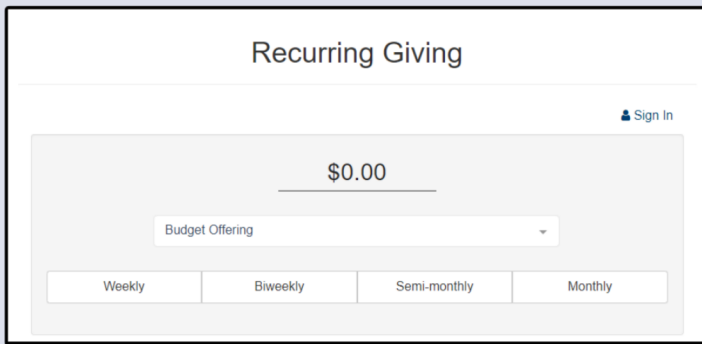 Recurring Giving
Sign In
$0.00
Budget Offering
Weekly Biweekly Semi-monthly Monthly